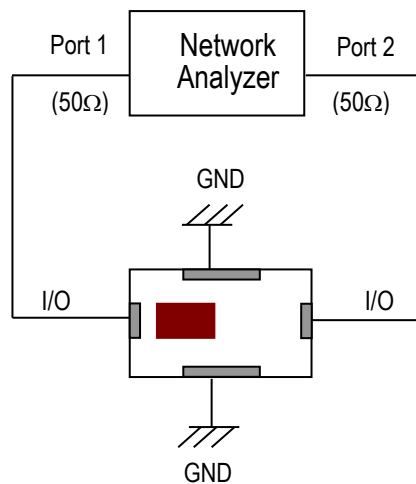 Port 1
Network
Analyzer
Port 2
(50Ω)
(50Ω)
GND
I/O
I/O
GND